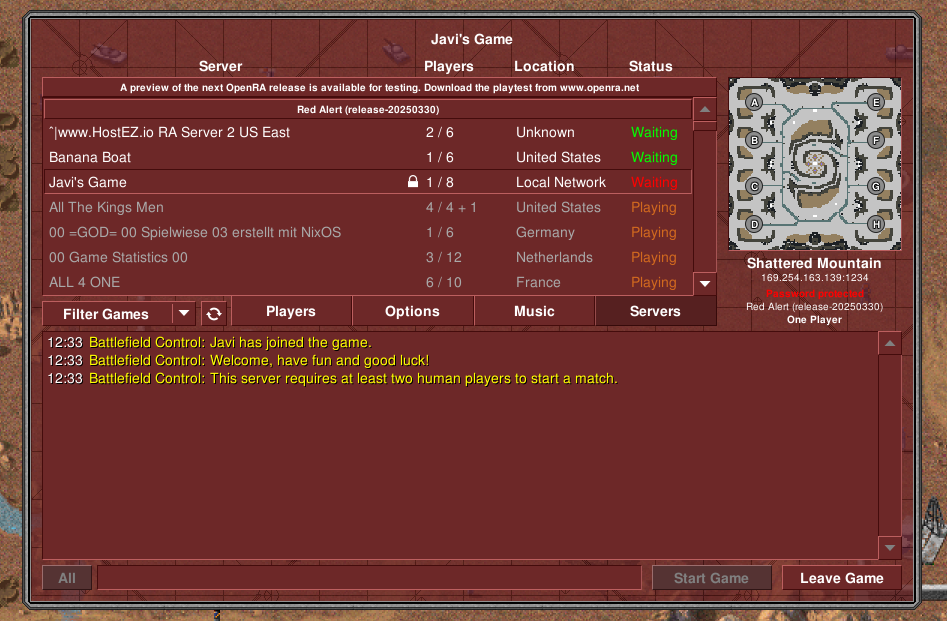 Javi's Game
Server Players Location Status
A preview of the next OpenRA release is available for testing. Download the playtest from www.openra.net
Red Alert (release-20250330)
ˆ|www.HostEZ.io RA Server 2 US East 2 / 6 Unknown Waiting
Banana Boat 1 / 6 United States Waiting
Javi's Game 1 / 8 Local Network Waiting
All The Kings Men 4 / 4 + 1 United States Playing
00 =GOD= 00 Spielwiese 03 erstellt mit NixOS 1 / 6 Germany Playing
00 Game Statistics 00 3 / 12 Netherlands Playing
ALL 4 ONE 6 / 10 France Playing
A E
B F
C G
D H
Shattered Mountain
169.254.163.139:1234
Password protected
Red Alert (release-20250330)
One Player
Filter Games Players Options Music Servers
12:33 Battlefield Control: Javi has joined the game.
12:33 Battlefield Control: Welcome, have fun and good luck!
12:33 Battlefield Control: This server requires at least two human players to start a match.
All Start Game Leave Game